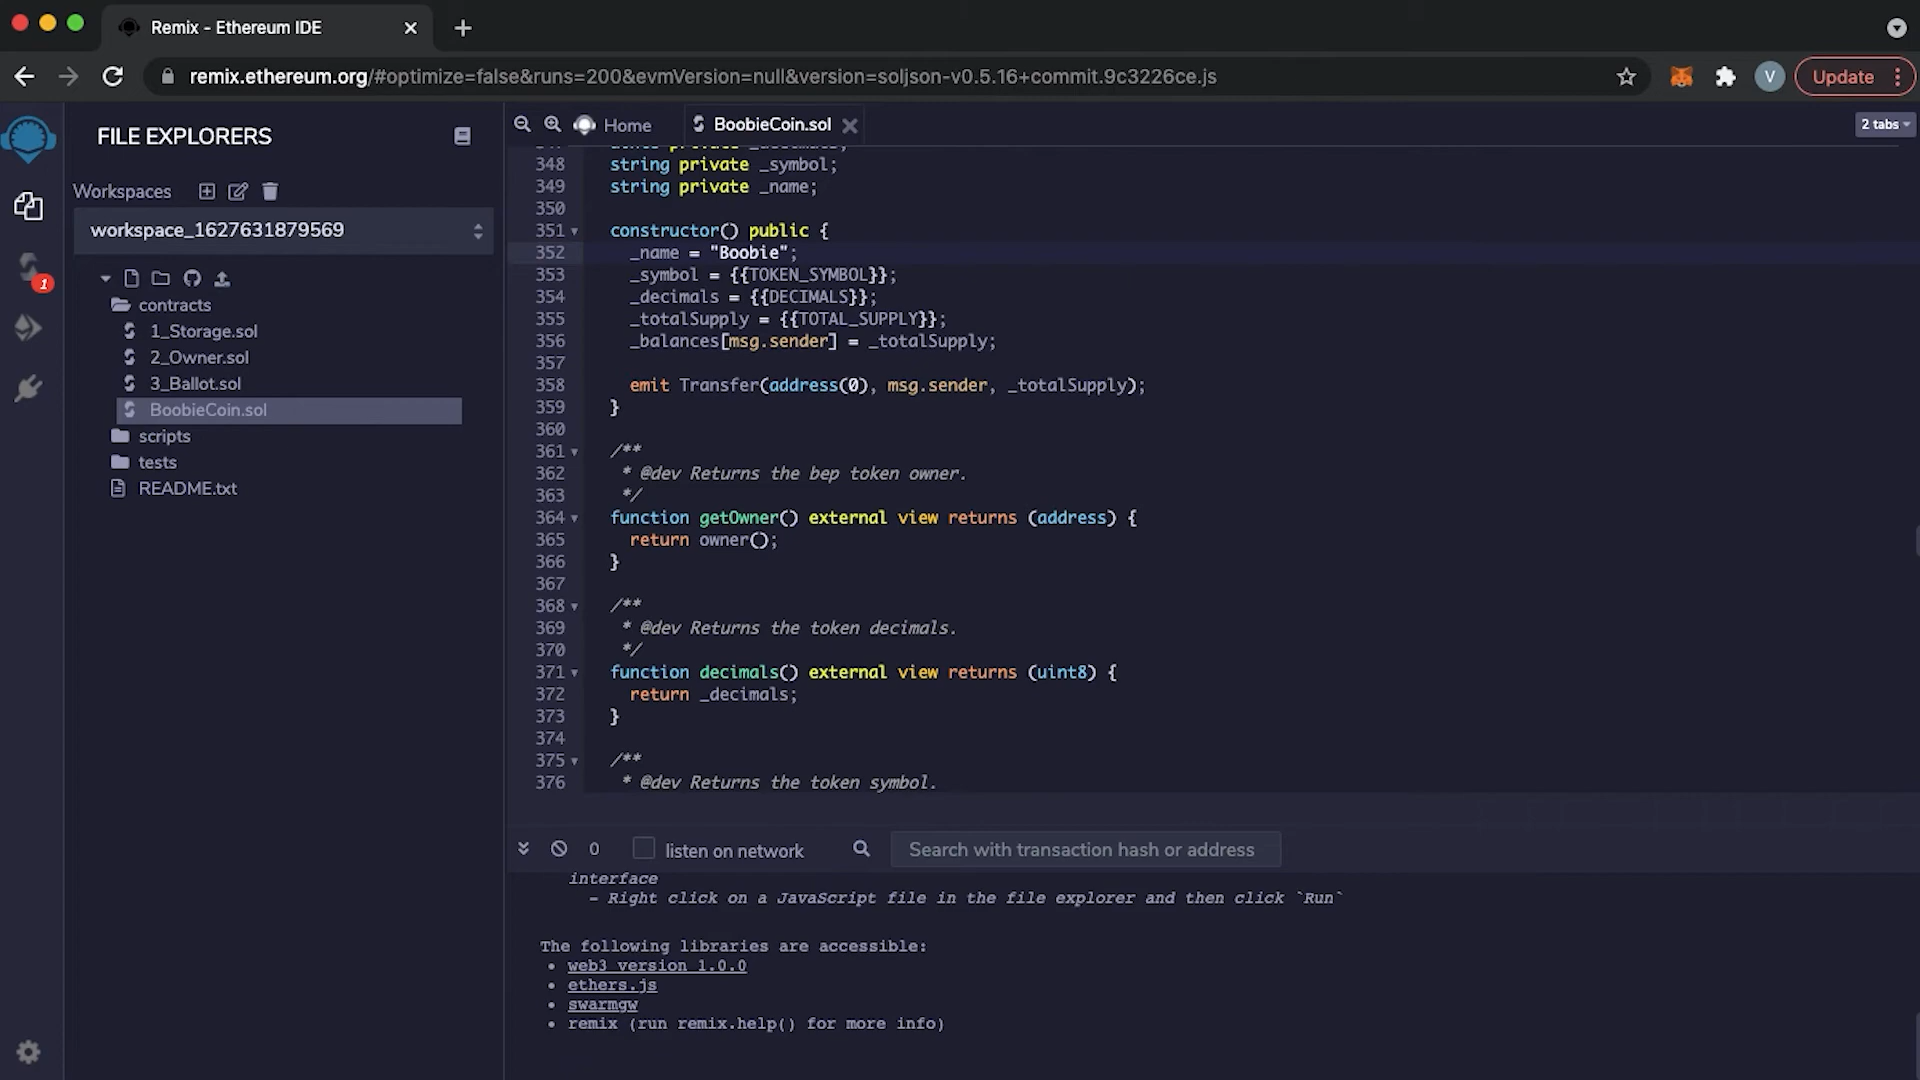 Remix - Ethereum IDE
remix.ethereum.org/#optimize=false&runs=200&evmVersion=null&version=soljson-v0.5.16+commit.9c3226ce.js
V
Update
FILE EXPLORERS
Workspaces
workspace_1627631879569
1
contracts
1_Storage.sol
2_Owner.sol
3_Ballot.sol
BoobieCoin.sol
scripts
tests
README.txt
Home
BoobieCoin.sol
2 tabs
348 string private _symbol;
349 string private _name;
350
351 constructor() public {
352 _name = "Boobie";
353 _symbol = {{TOKEN_SYMBOL}};
354 _decimals = {{DECIMALS}};
355 _totalSupply = {{TOTAL_SUPPLY}};
356 _balances[msg.sender] = _totalSupply;
357
358 emit Transfer(address(0), msg.sender, _totalSupply);
359 }
360
361 /**
362 * @dev Returns the bep token owner.
363 */
364 function getOwner() external view returns (address) {
365 return owner();
366 }
367
368 /**
369 * @dev Returns the token decimals.
370 */
371 function decimals() external view returns (uint8) {
372 return _decimals;
373 }
374
375 /**
376 * @dev Returns the token symbol.
0
listen on network
Search with transaction hash or address
interface
- Right click on a JavaScript file in the file explorer and then click `Run`
The following libraries are accessible:
• web3 version 1.0.0
• ethers.js
• swarmgw
• remix (run remix.help() for more info)